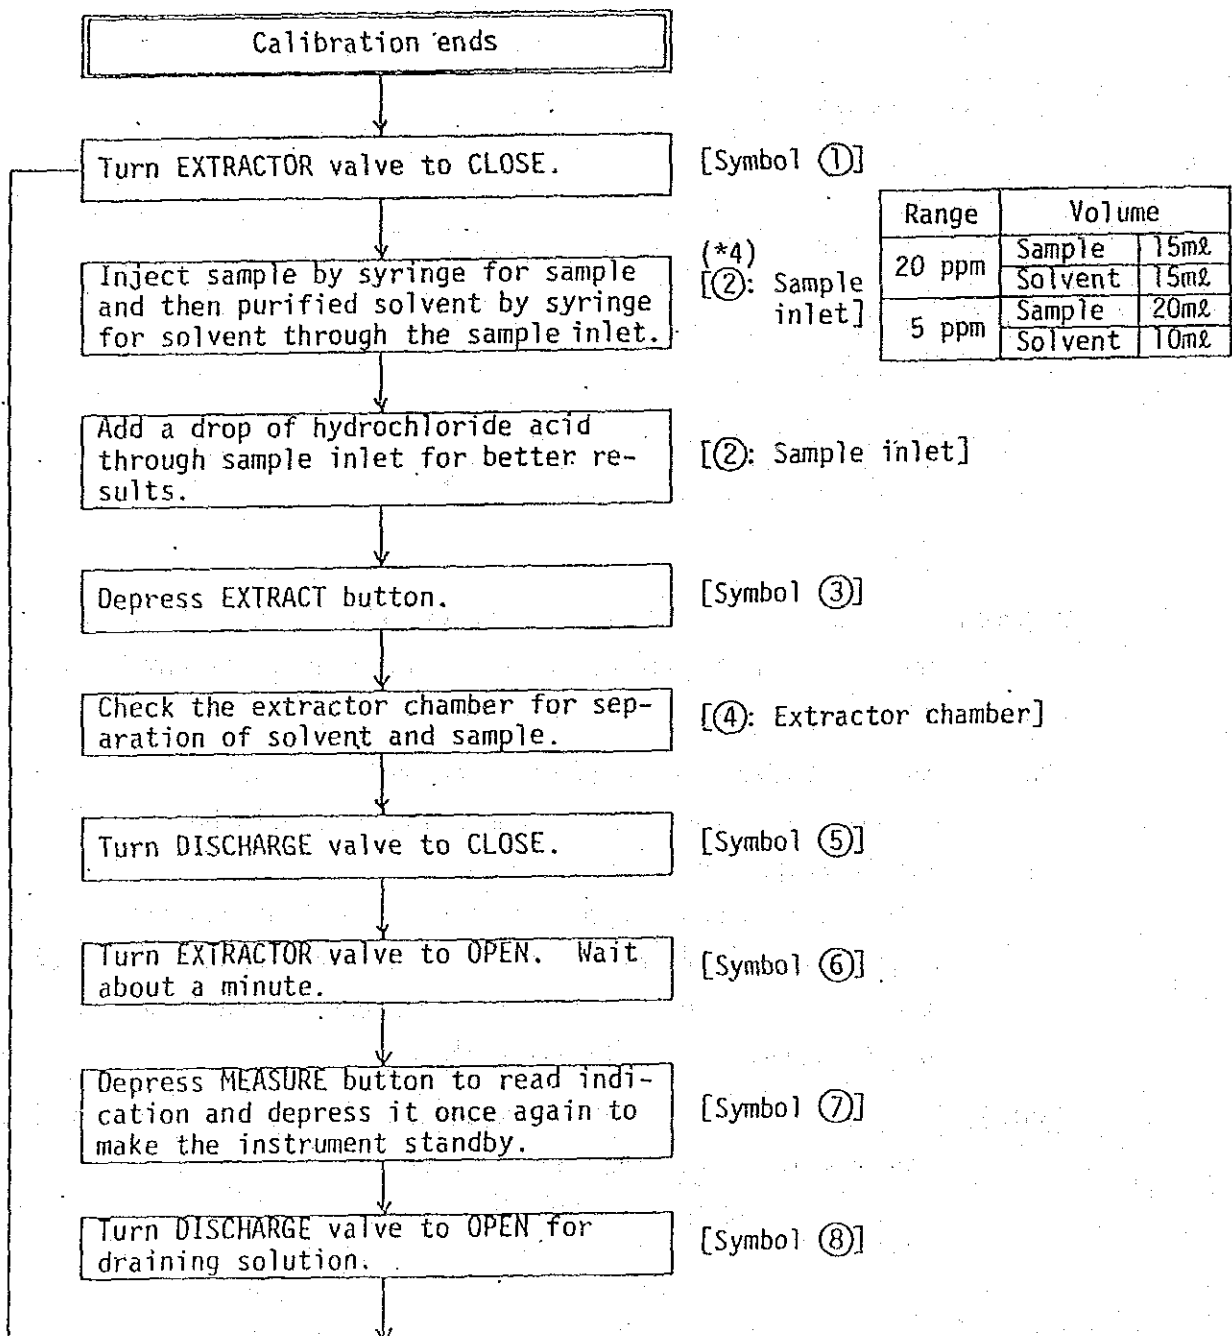 Calibration ends
Turn EXTRACTOR valve to CLOSE.
[Symbol ①]
Inject sample by syringe for sample
and then purified solvent by syringe
for solvent through the sample inlet.
(*4)
[②: Sample
inlet]
Range Volume
20 ppm Sample 15mℓ
Solvent 15mℓ
5 ppm Sample 20mℓ
Solvent 10mℓ
Add a drop of hydrochloride acid
through sample inlet for better re-
sults.
[②: Sample inlet]
Depress EXTRACT button.
[Symbol ③]
Check the extractor chamber for sep-
aration of solvent and sample.
[④: Extractor chamber]
Turn DISCHARGE valve to CLOSE.
[Symbol ⑤]
Turn EXTRACTOR valve to OPEN. Wait
about a minute.
[Symbol ⑥]
Depress MEASURE button to read indi-
cation and depress it once again to
make the instrument standby.
[Symbol ⑦]
Turn DISCHARGE valve to OPEN for
draining solution.
[Symbol ⑧]